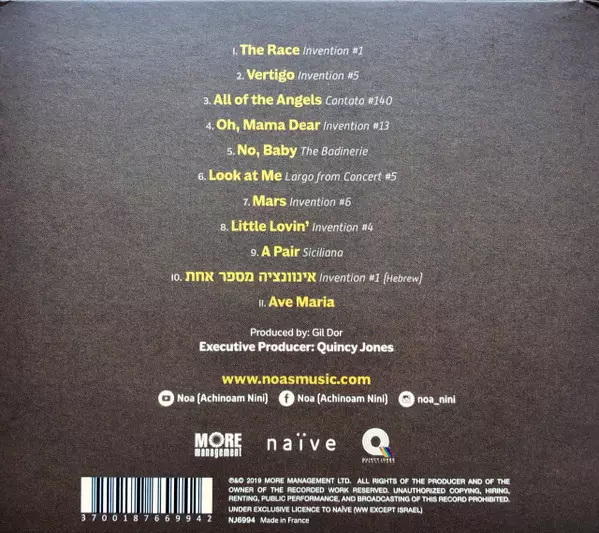 1. The Race Invention #1
2. Vertigo Invention #5
3. All of the Angels Cantata #140
4. Oh, Mama Dear Invention #13
5. No, Baby The Badinerie
6. Look at Me Largo from Concert #5
7. Mars Invention #6
8. Little Lovin' Invention #4
9. A Pair Siciliana
10. אינוונציה מספר אחת Invention #1 [Hebrew]
11. Ave Maria
Produced by: Gil Dor
Executive Producer: Quincy Jones
www.noasmusic.com
Noa (Achinoam Nini) Noa (Achinoam Nini) noa_nini
MORE management naïve Q QUINCY JONES
3700187669942
℗&© 2019 MORE MANAGEMENT LTD. ALL RIGHTS OF THE PRODUCER AND OF THE
OWNER OF THE RECORDED WORK RESERVED. UNAUTHORIZED COPYING, HIRING,
RENTING, PUBLIC PERFORMANCE, AND BROADCASTING OF THIS RECORD PROHIBITED.
UNDER EXCLUSIVE LICENCE TO NAÏVE (WW EXCEPT ISRAEL)
NJ6994 Made in France